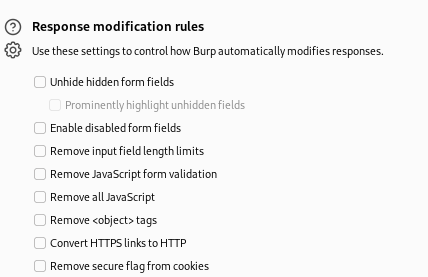 Response modification rules
Use these settings to control how Burp automatically modifies responses.
Unhide hidden form fields
Prominently highlight unhidden fields
Enable disabled form fields
Remove input field length limits
Remove JavaScript form validation
Remove all JavaScript
Remove <object> tags
Convert HTTPS links to HTTP
Remove secure flag from cookies